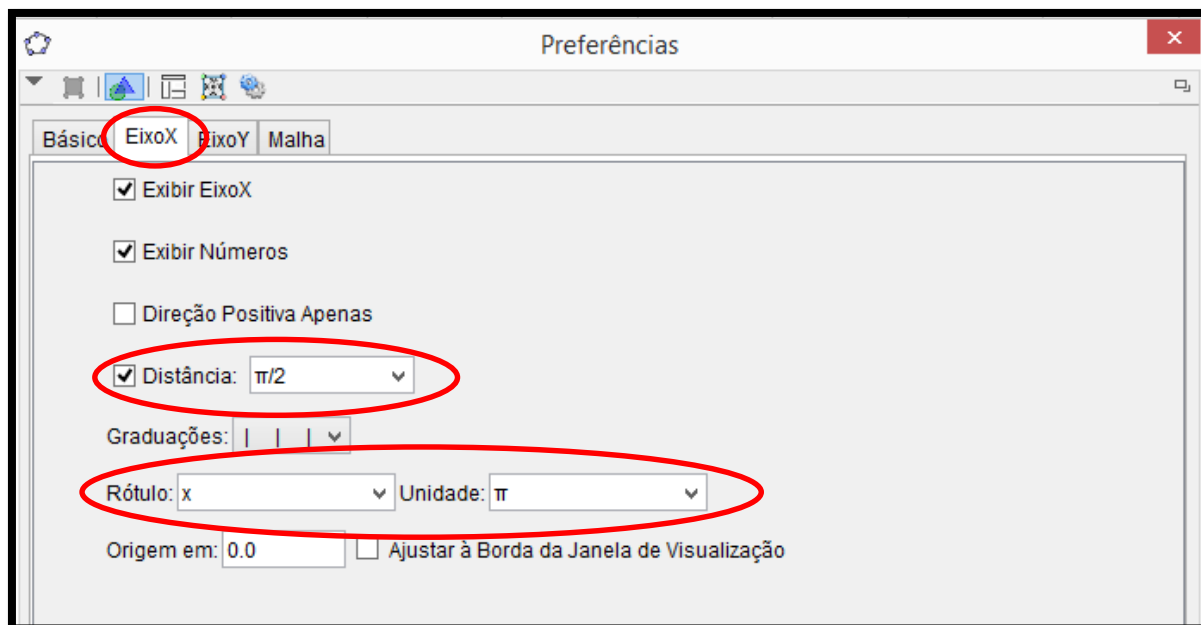 Preferências
Básico EixoX EixoY Malha
Exibir EixoX
Exibir Números
Direção Positiva Apenas
Distância: π/2
Graduações: | | |
Rótulo: x Unidade: π
Origem em: 0.0 Ajustar à Borda da Janela de Visualização